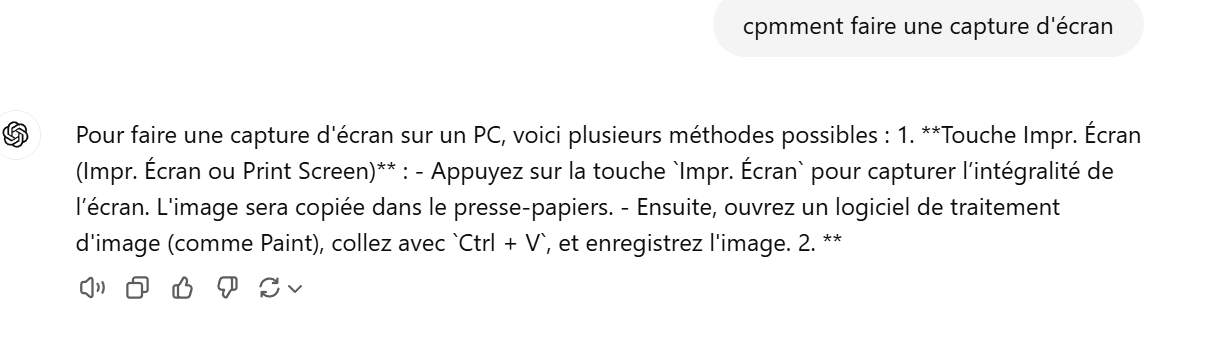 cpmment faire une capture d'écran
Pour faire une capture d'écran sur un PC, voici plusieurs méthodes possibles : 1. **Touche Impr. Écran
(Impr. Écran ou Print Screen)** : - Appuyez sur la touche `Impr. Écran` pour capturer l’intégralité de
l’écran. L'image sera copiée dans le presse-papiers. - Ensuite, ouvrez un logiciel de traitement
d'image (comme Paint), collez avec `Ctrl + V`, et enregistrez l'image. 2. **